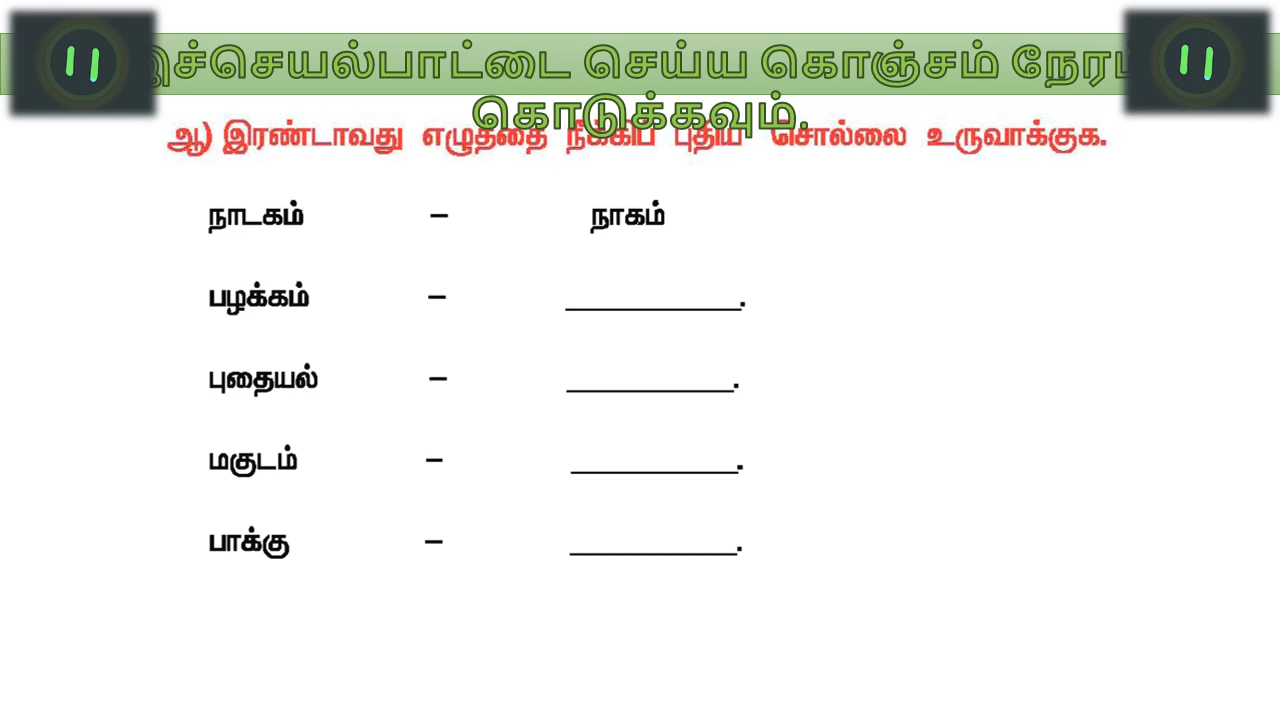 இச்செயல்பாட்டை செய்ய கொஞ்சம் நேரம்
கொடுக்கவும்.
ஆ) இரண்டாவது எழுத்தை நீக்கிப் புதிய சொல்லை உருவாக்குக.
நாடகம் – நாகம்
பழக்கம் – ____________.
புதையல் – ____________.
மகுடம் – ____________.
பாக்கு – ____________.